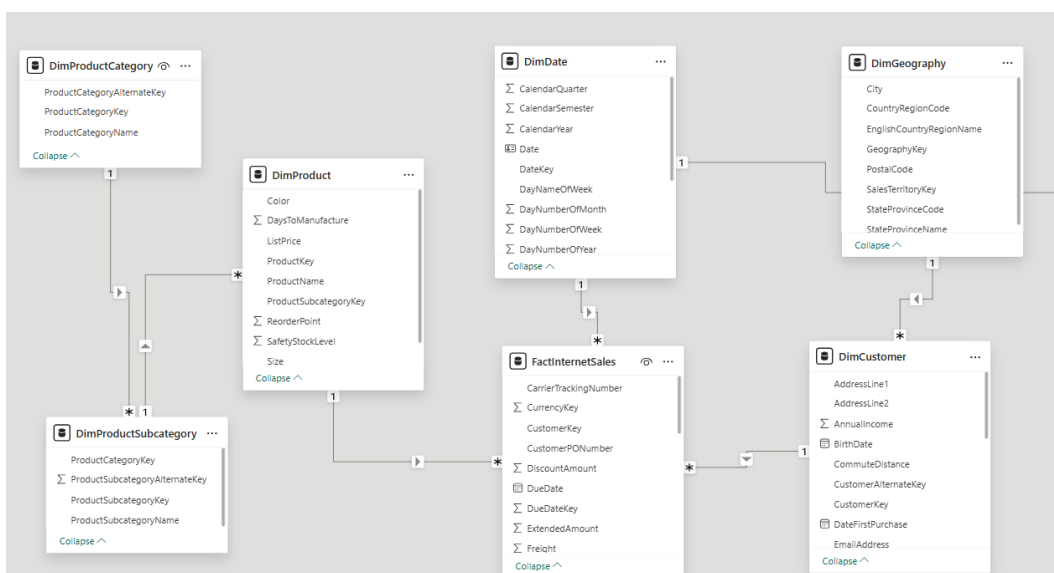 DimProductCategory
ProductCategoryAlternateKey
ProductCategoryKey
ProductCategoryName
Collapse
1
DimProduct
Color
Σ DaysToManufacture
ListPrice
ProductKey
ProductName
ProductSubcategoryKey
Σ ReorderPoint
Σ SafetyStockLevel
Size
Collapse
*
1
* 1
DimProductSubcategory
ProductCategoryKey
Σ ProductSubcategoryAlternateKey
ProductSubcategoryKey
ProductSubcategoryName
Collapse
DimDate
Σ CalendarQuarter
Σ CalendarSemester
Σ CalendarYear
Date
DateKey
DayNameOfWeek
Σ DayNumberOfMonth
Σ DayNumberOfWeek
Σ DayNumberOfYear
Collapse
1
1
*
FactInternetSales
CarrierTrackingNumber
Σ CurrencyKey
CustomerKey
CustomerPONumber
Σ DiscountAmount
DueDate
Σ DueDateKey
Σ ExtendedAmount
Σ Freight
Collapse
*
*
DimGeography
City
CountryRegionCode
EnglishCountryRegionName
GeographyKey
PostalCode
SalesTerritoryKey
StateProvinceCode
StateProvinceName
Collapse
1
*
DimCustomer
AddressLine1
AddressLine2
Σ AnnualIncome
BirthDate
CommuteDistance
CustomerAlternateKey
CustomerKey
DateFirstPurchase
EmailAddress
Collapse
1